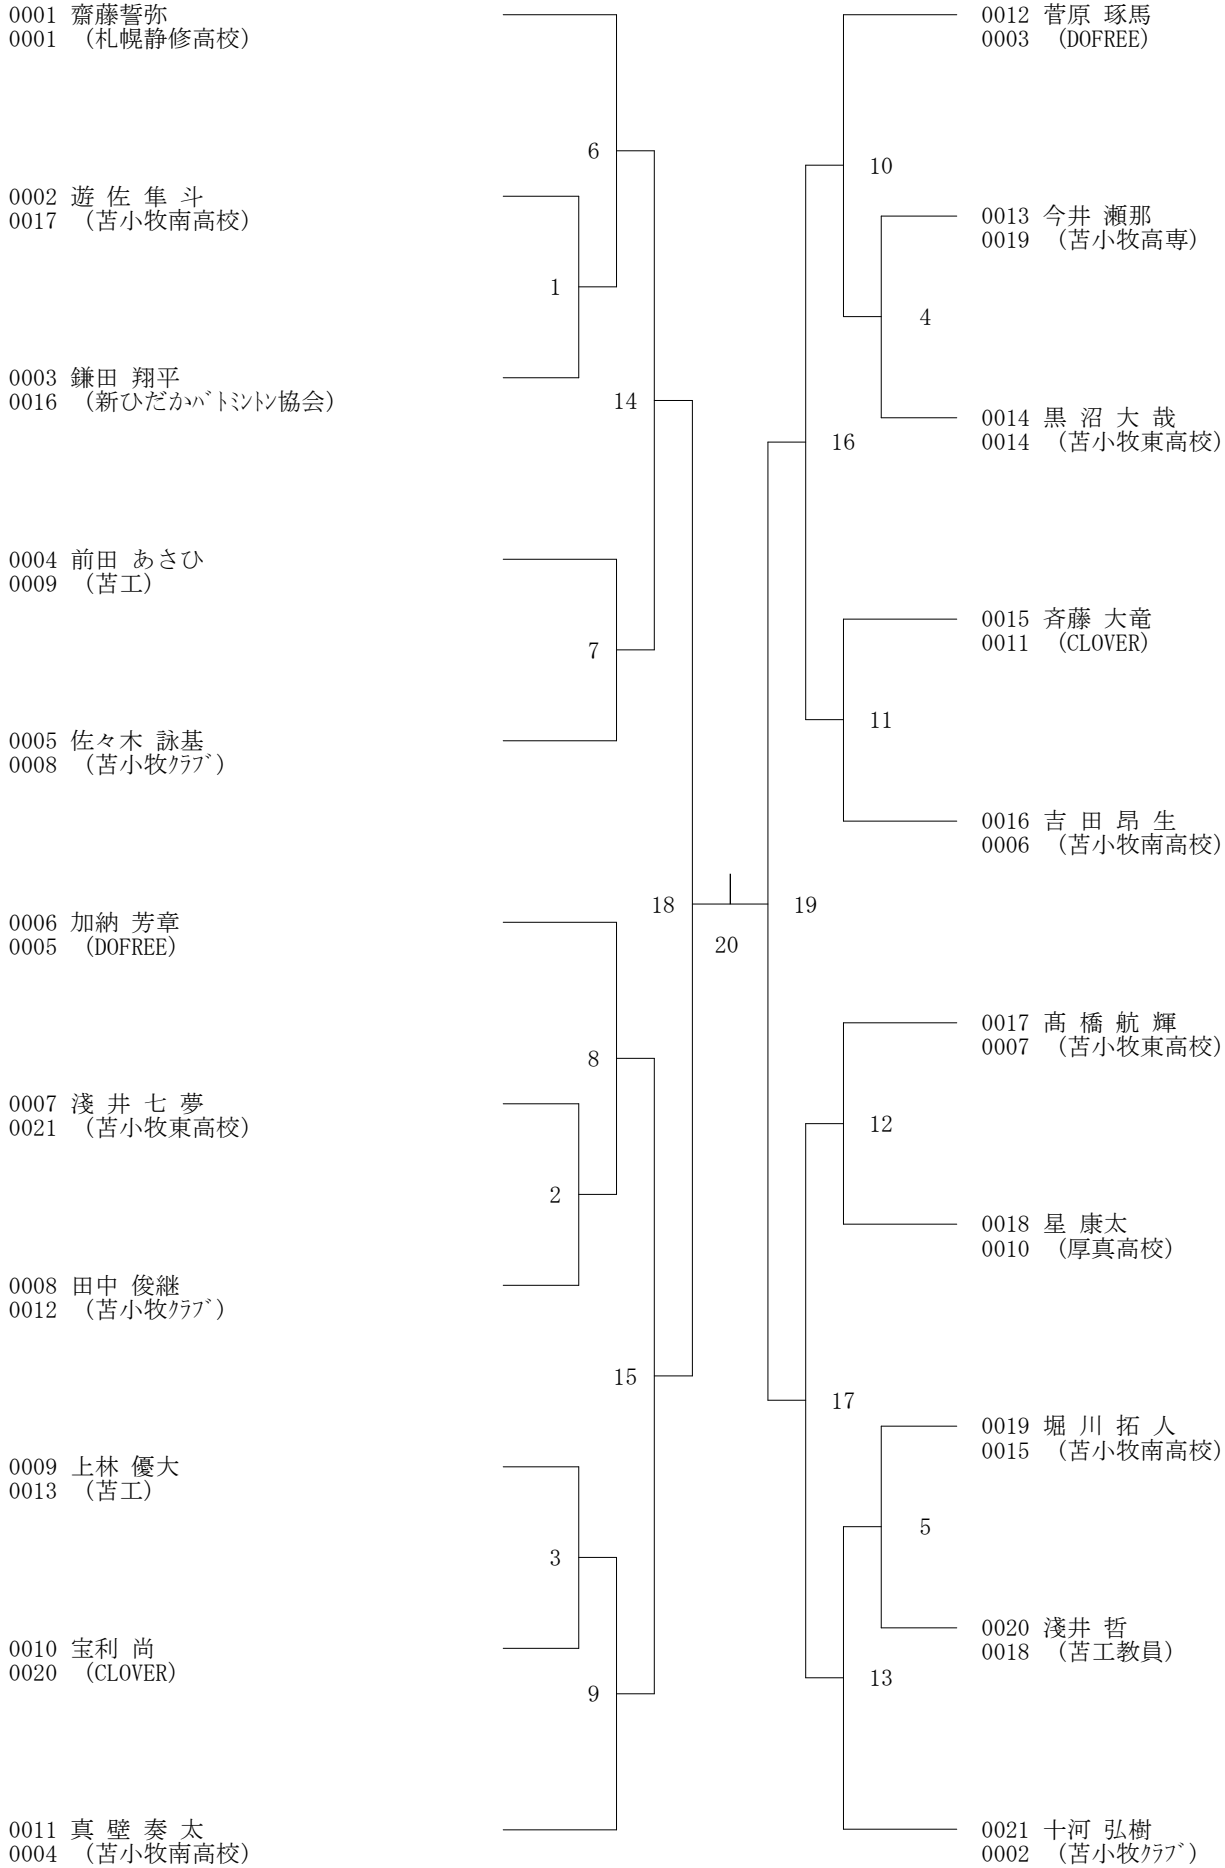 0001 齋藤誓弥
0001 (札幌静修高校)
6
0002 遊 佐 隼 斗
0017 (苫小牧南高校)
1
0003 鎌田 翔平
0016 (新ひだかﾊﾞﾄﾞﾐﾝﾄﾝ協会)
14
0004 前田 あさひ
0009 (苫工)
7
0005 佐々木 詠基
0008 (苫小牧ｸﾗﾌﾞ)
18
0006 加納 芳章
0005 (DOFREE)
8
0007 淺 井 七 夢
0021 (苫小牧東高校)
2
0008 田中 俊継
0012 (苫小牧ｸﾗﾌﾞ)
15
0009 上林 優大
0013 (苫工)
3
0010 宝利 尚
0020 (CLOVER)
9
0011 真 壁 奏 太
0004 (苫小牧南高校)
20
0012 菅原 琢馬
0003 (DOFREE)
10
0013 今井 瀬那
0019 (苫小牧高専)
4
0014 黒 沼 大 哉
0014 (苫小牧東高校)
16
0015 斉藤 大竜
0011 (CLOVER)
11
0016 吉 田 昂 生
0006 (苫小牧南高校)
19
0017 髙 橋 航 輝
0007 (苫小牧東高校)
12
0018 星 康太
0010 (厚真高校)
17
0019 堀 川 拓 人
0015 (苫小牧南高校)
5
0020 淺井 哲
0018 (苫工教員)
13
0021 十河 弘樹
0002 (苫小牧ｸﾗﾌﾞ)